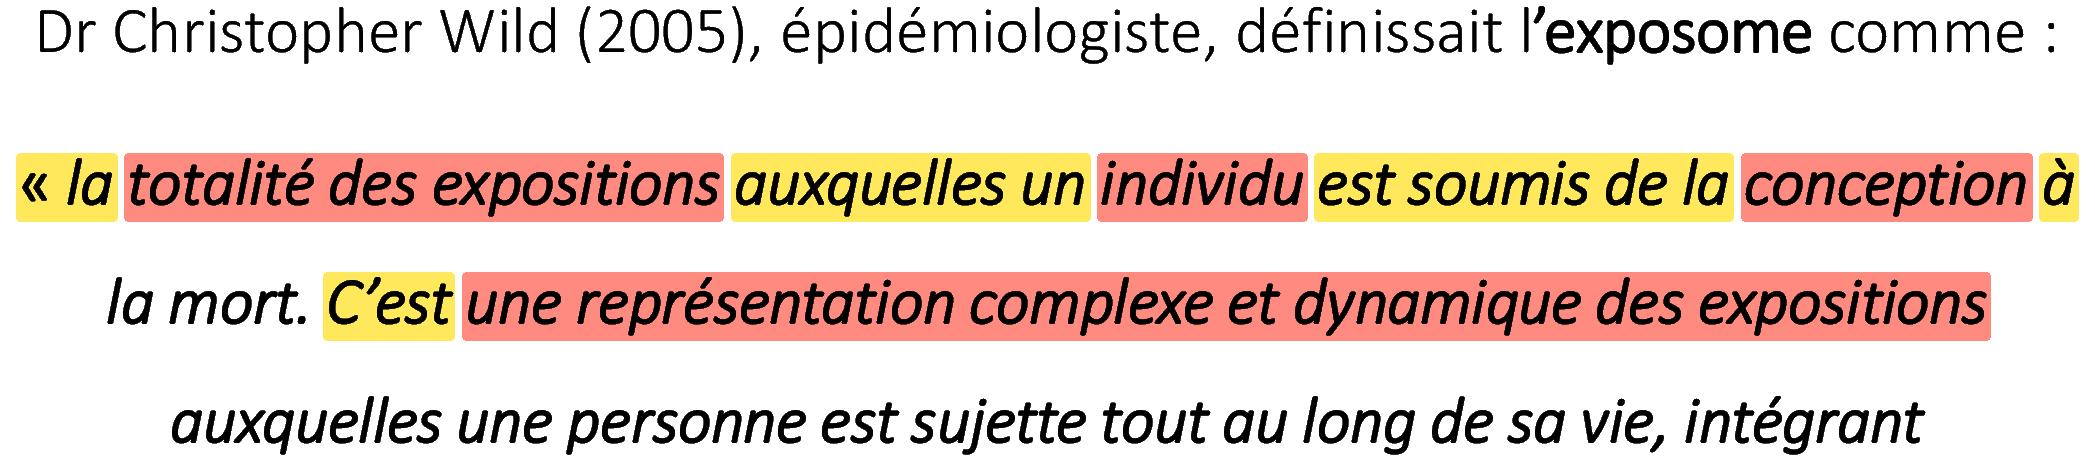 Dr Christopher Wild (2005), épidémiologiste, définissait l’exposome comme :
« la totalité des expositions auxquelles un individu est soumis de la conception à
la mort. C’est une représentation complexe et dynamique des expositions
auxquelles une personne est sujette tout au long de sa vie, intégrant